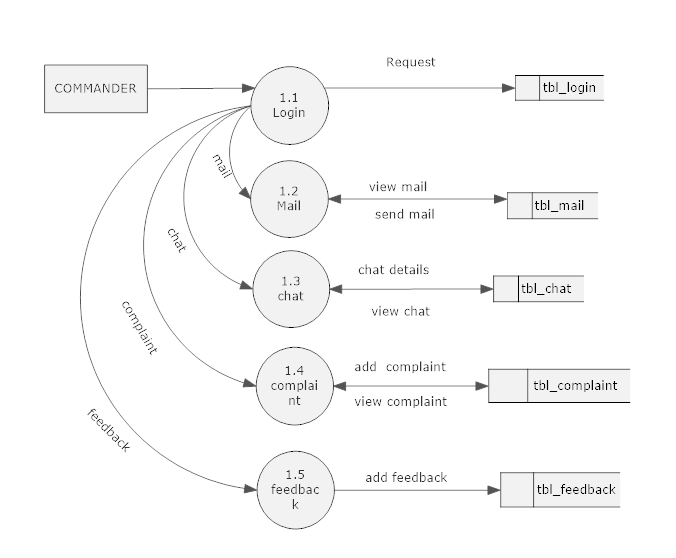 Request
COMMANDER
1.1
Login
tbl_login
mail
1.2
Mail
view mail
send mail
tbl_mail
chat
1.3
chat
chat details
view chat
tbl_chat
complaint
1.4
complai
nt
add  complaint
view complaint
tbl_complaint
feedback
1.5
feedbac
k
add feedback
tbl_feedback